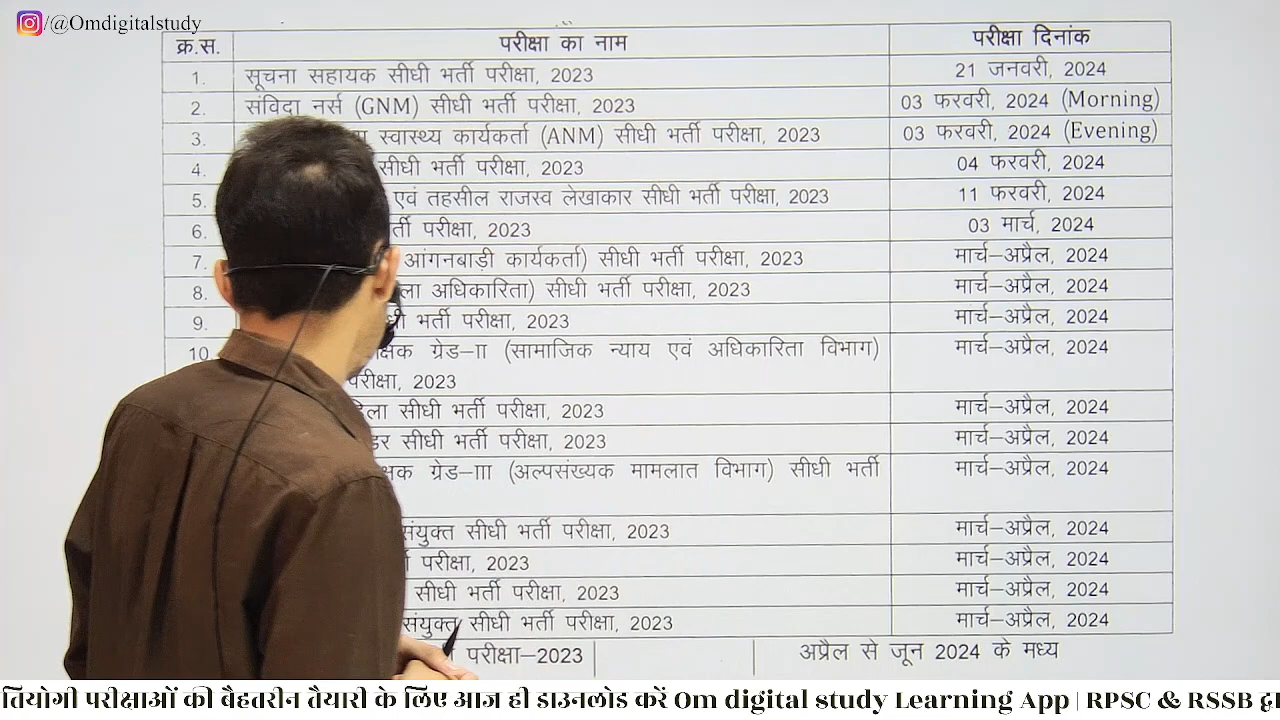 /@Omdigitalstudy
क्र.स. परीक्षा का नाम परीक्षा दिनांक
1. सूचना सहायक सीधी भर्ती परीक्षा, 2023 21 जनवरी, 2024
2. संविदा नर्स (GNM) सीधी भर्ती परीक्षा, 2023 03 फरवरी, 2024 (Morning)
3. स्वास्थ्य कार्यकर्ता (ANM) सीधी भर्ती परीक्षा, 2023 03 फरवरी, 2024 (Evening)
4. सीधी भर्ती परीक्षा, 2023 04 फरवरी, 2024
5. एवं तहसील राजस्व लेखाकार सीधी भर्ती परीक्षा, 2023 11 फरवरी, 2024
6. परीक्षा, 2023 03 मार्च, 2024
7. आंगनबाड़ी कार्यकर्ता) सीधी भर्ती परीक्षा, 2023 मार्च–अप्रैल, 2024
8. अधिकारिता) सीधी भर्ती परीक्षा, 2023 मार्च–अप्रैल, 2024
9. भर्ती परीक्षा, 2023 मार्च–अप्रैल, 2024
10. ग्रेड–II (सामाजिक न्याय एवं अधिकारिता विभाग) मार्च–अप्रैल, 2024
परीक्षा, 2023
सीधी भर्ती परीक्षा, 2023 मार्च–अप्रैल, 2024
सीधी भर्ती परीक्षा, 2023 मार्च–अप्रैल, 2024
ग्रेड–III (अल्पसंख्यक मामलात विभाग) सीधी भर्ती मार्च–अप्रैल, 2024
संयुक्त सीधी भर्ती परीक्षा, 2023 मार्च–अप्रैल, 2024
परीक्षा, 2023 मार्च–अप्रैल, 2024
सीधी भर्ती परीक्षा, 2023 मार्च–अप्रैल, 2024
संयुक्त सीधी भर्ती परीक्षा, 2023 मार्च–अप्रैल, 2024
परीक्षा–2023 अप्रैल से जून 2024 के मध्य
तियोगी परीक्षाओं की बैहतरीन तैयारी के लिए आज ही डाउनलोड करें Om digital study Learning App | RPSC & RSSB द्वा